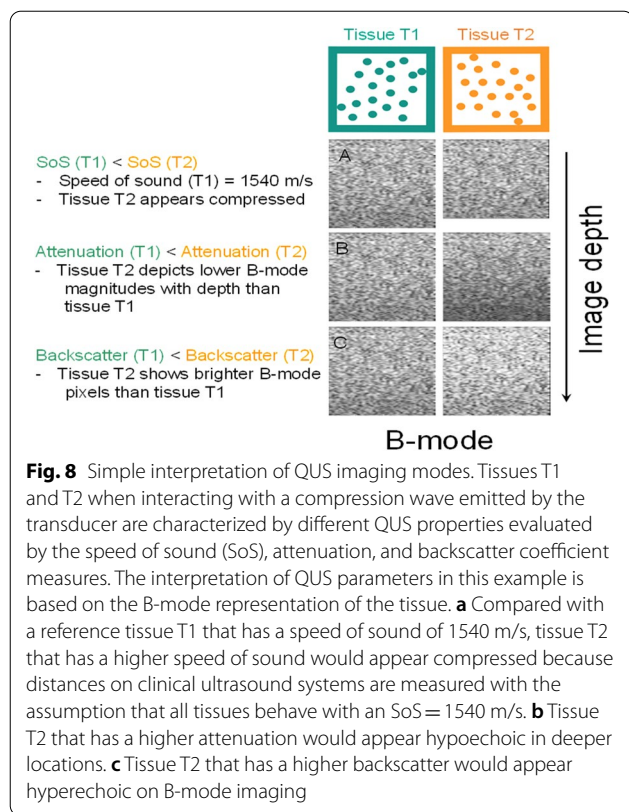 Tissue T1 Tissue T2
SoS (T1) < SoS (T2)
- Speed of sound (T1) = 1540 m/s
- Tissue T2 appears compressed
Attenuation (T1) < Attenuation (T2)
- Tissue T2 depicts lower B-mode
magnitudes with depth than
tissue T1
Backscatter (T1) < Backscatter (T2)
- Tissue T2 shows brighter B-mode
pixels than tissue T1
A
B
C
Image depth
B-mode
Fig. 8 Simple interpretation of QUS imaging modes. Tissues T1
and T2 when interacting with a compression wave emitted by the
transducer are characterized by different QUS properties evaluated
by the speed of sound (SoS), attenuation, and backscatter coefficient
measures. The interpretation of QUS parameters in this example is
based on the B-mode representation of the tissue. a Compared with
a reference tissue T1 that has a speed of sound of 1540 m/s, tissue T2
that has a higher speed of sound would appear compressed because
distances on clinical ultrasound systems are measured with the
assumption that all tissues behave with an SoS = 1540 m/s. b Tissue
T2 that has a higher attenuation would appear hypoechoic in deeper
locations. c Tissue T2 that has a higher backscatter would appear
hyperechoic on B-mode imaging